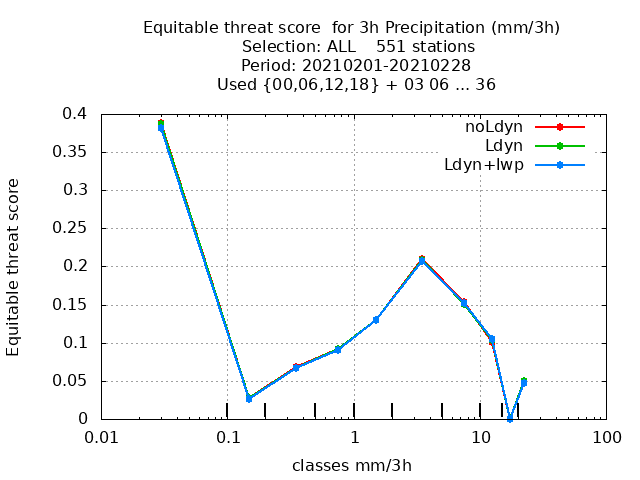 Equitable threat score  for 3h Precipitation (mm/3h)
Selection: ALL    551 stations
Period: 20210201-20210228
Used {00,06,12,18} + 03 06 ... 36
noLdyn
Ldyn
Ldyn+lwp
0.4
0.35
0.3
0.25
0.2
0.15
0.1
0.05
0
Equitable threat score
0.01
0.1
1
10
100
classes mm/3h